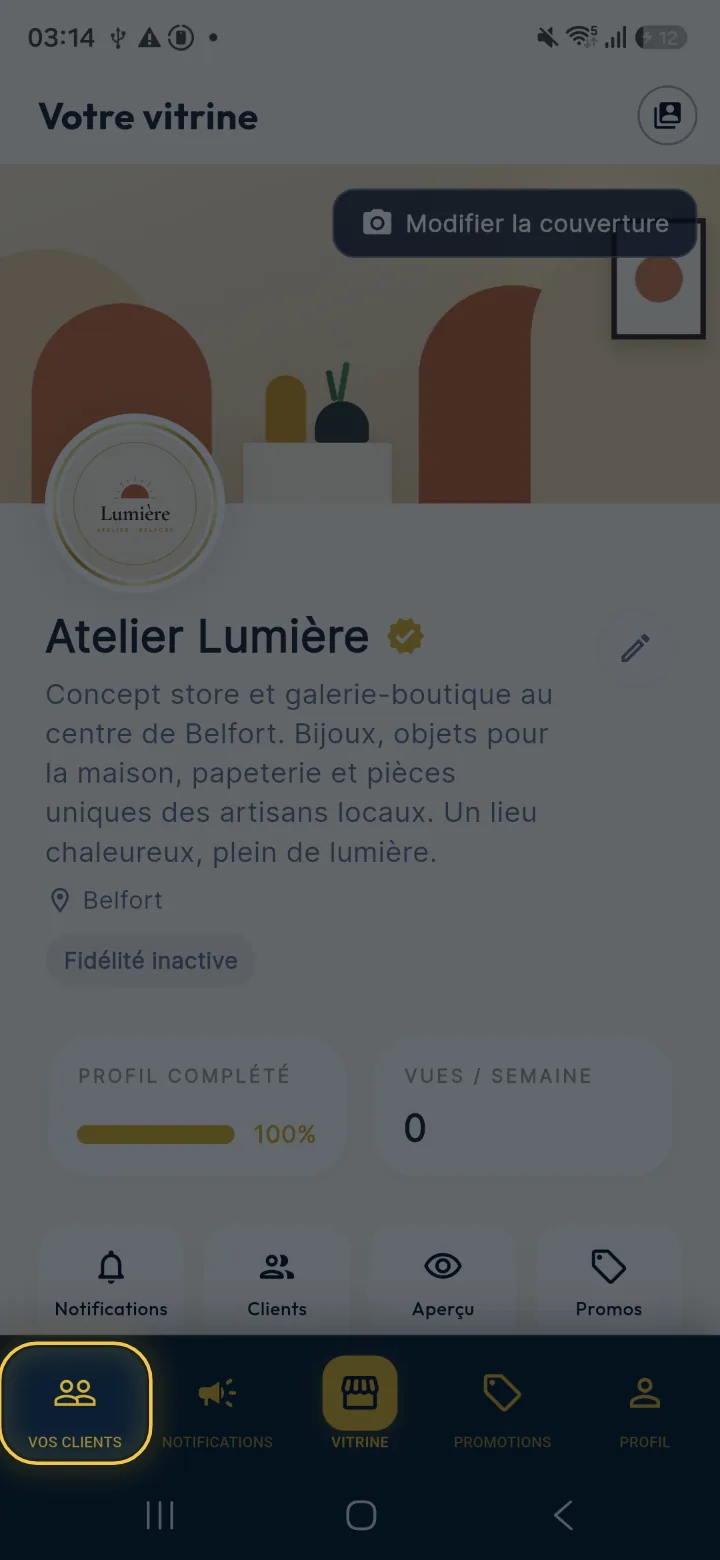 03:14
5
12
Votre vitrine
Modifier la couverture
Lumière
ATELIER · BELFORT
Atelier Lumière
Concept store et galerie-boutique au
centre de Belfort. Bijoux, objets pour
la maison, papeterie et pièces
uniques des artisans locaux. Un lieu
chaleureux, plein de lumière.
Belfort
Fidélité inactive
PROFIL COMPLÉTÉ
100%
VUES / SEMAINE
0
Notifications
Clients
Aperçu
Promos
VOS CLIENTS
NOTIFICATIONS
VITRINE
PROMOTIONS
PROFIL